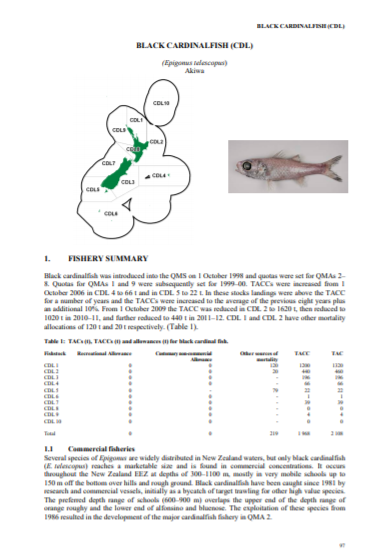 BLACK CARDINALFISH (CDL)
BLACK CARDINALFISH (CDL)
(Epigonus telescopus)
Akiwa
CDL10
CDL1
CDL9
CDL2
CDL7
CDL4
CDL3
CDL5
CDL6
1. FISHERY SUMMARY
Black cardinalfish was introduced into the QMS on 1 October 1998 and quotas were set for QMAs 2–
8. Quotas for QMAs 1 and 9 were subsequently set for 1999–00. TACCs were increased from 1
October 2006 in CDL 4 to 66 t and in CDL 5 to 22 t. In these stocks landings were above the TACC
for a number of years and the TACCs were increased to the average of the previous eight years plus
an additional 10%. From 1 October 2009 the TACC was reduced in CDL 2 to 1620 t, then reduced to
1020 t in 2010–11, and further reduced to 440 t in 2011–12. CDL 1 and CDL 2 have other mortality
allocations of 120 t and 20 t respectively. (Table 1).
Table 1: TACs (t), TACCs (t) and allowances (t) for black cardinal fish.
Fishstock Recreational Allowance Customary non-commercial Allowance Other sources of mortality TACC TAC
CDL 1 0 0 120 1200 1320
CDL 2 0 0 20 440 460
CDL 3 0 0 - 196 196
CDL 4 0 0 - 66 66
CDL 5 0 - 79 22 22
CDL 6 0 0 - 1 1
CDL 7 0 0 - 39 39
CDL 8 0 0 - 0 0
CDL 9 0 0 - 4 4
CDL 10 0 0 - 0 0
Total 0 0 219 1 968 2 108
1.1 Commercial fisheries
Several species of Epigonus are widely distributed in New Zealand waters, but only black cardinalfish
(E. telescopus) reaches a marketable size and is found in commercial concentrations. It occurs
throughout the New Zealand EEZ at depths of 300–1100 m, mostly in very mobile schools up to
150 m off the bottom over hills and rough ground. Black cardinalfish have been caught since 1981 by
research and commercial vessels, initially as a bycatch of target trawling for other high value species.
The preferred depth range of schools (600–900 m) overlaps the upper end of the depth range of
orange roughy and the lower end of alfonsino and bluenose. The exploitation of these species from
1986 resulted in the development of the major cardinalfish fishery in QMA 2.
97